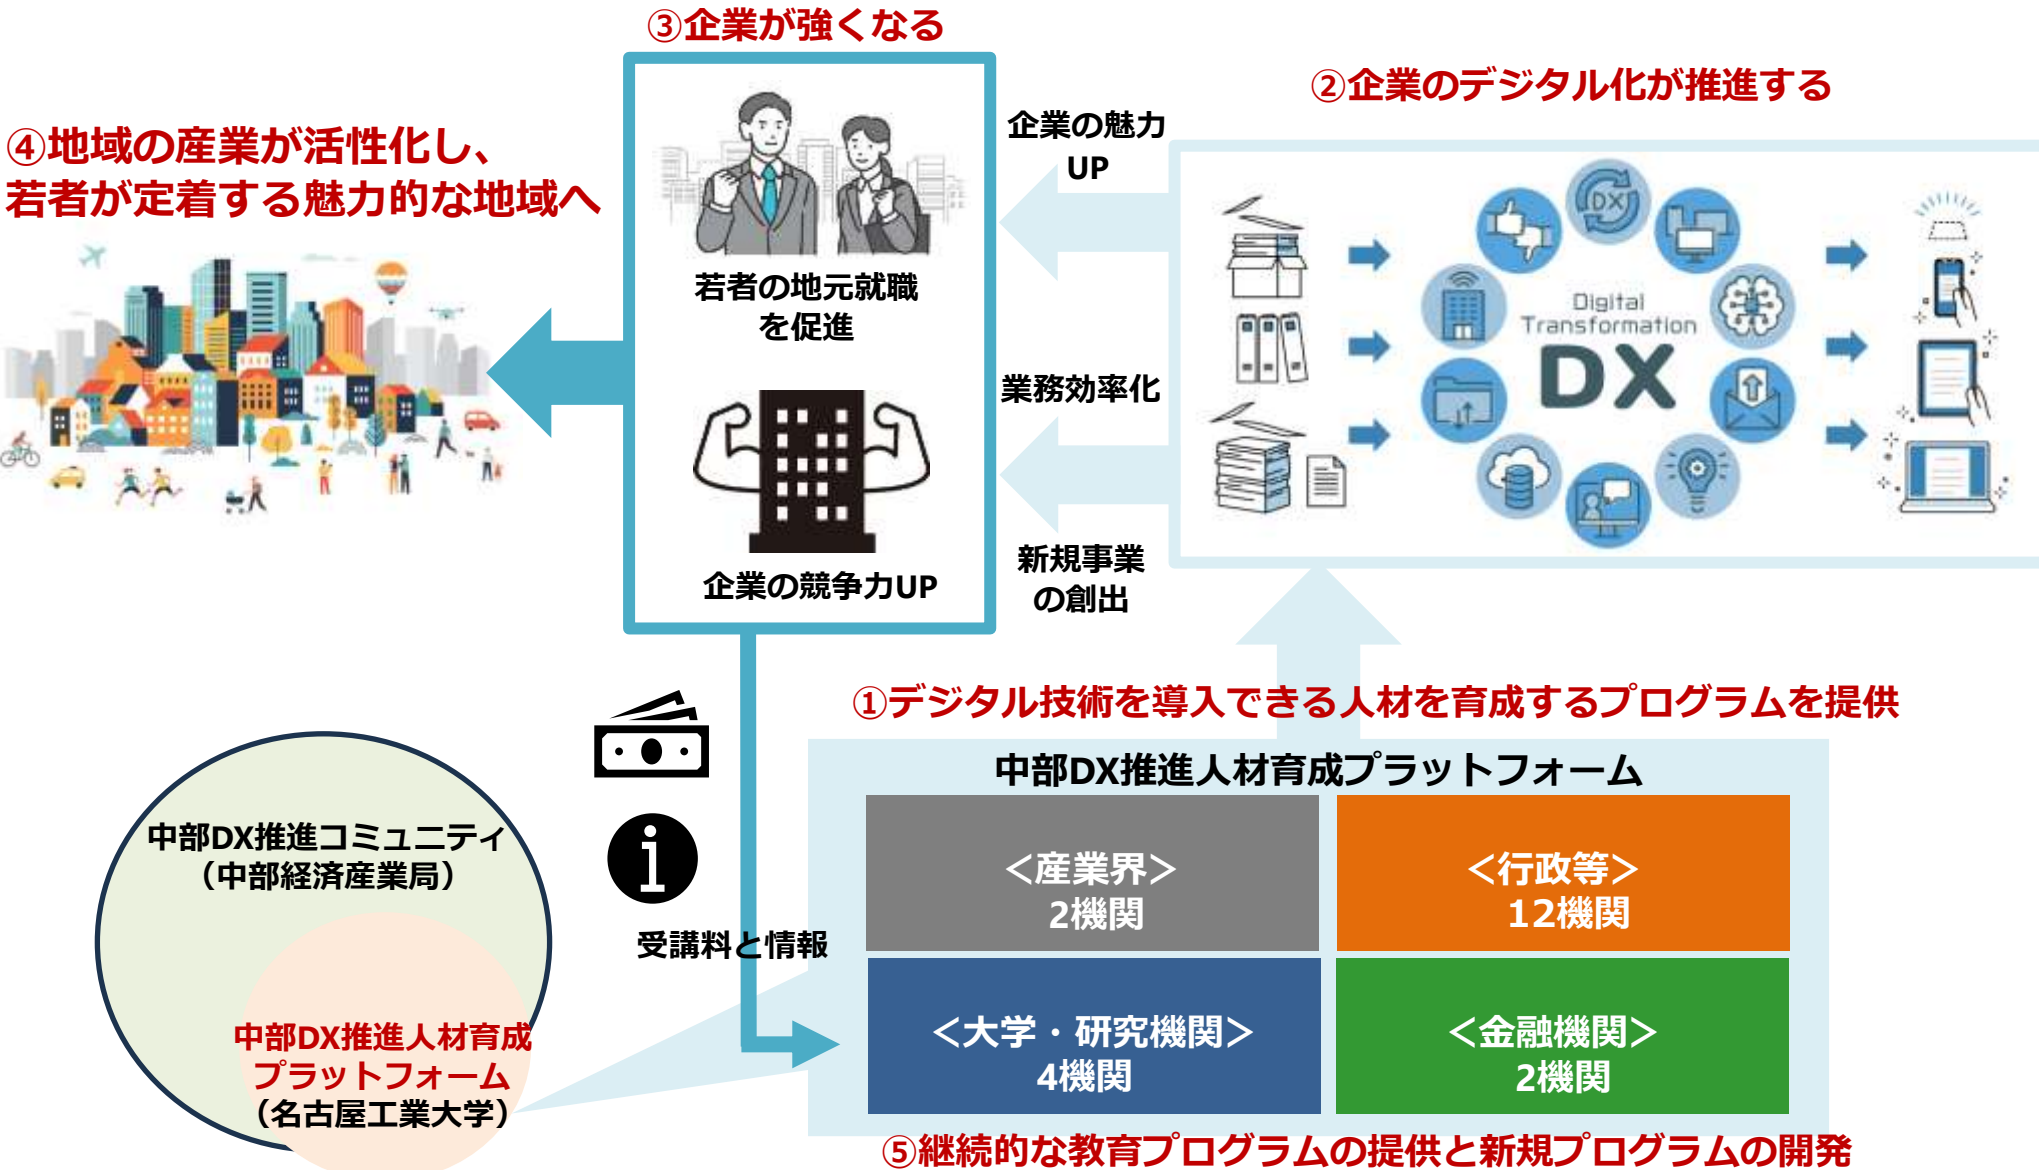 ③企業が強くなる
②企業のデジタル化が推進する
④地域の産業が活性化し、
若者が定着する魅力的な地域へ
企業の魅力
UP
若者の地元就職
を促進
業務効率化
企業の競争力UP
新規事業
の創出
DX
Digital
Transformation
DX
①デジタル技術を導入できる人材を育成するプログラムを提供
中部DX推進人材育成プラットフォーム
<産業界>
2機関
<行政等>
12機関
<大学・研究機関>
4機関
<金融機関>
2機関
⑤継続的な教育プログラムの提供と新規プログラムの開発
受講料と情報
中部DX推進コミュニティ
（中部経済産業局）
中部DX推進人材育成
プラットフォーム
（名古屋工業大学）